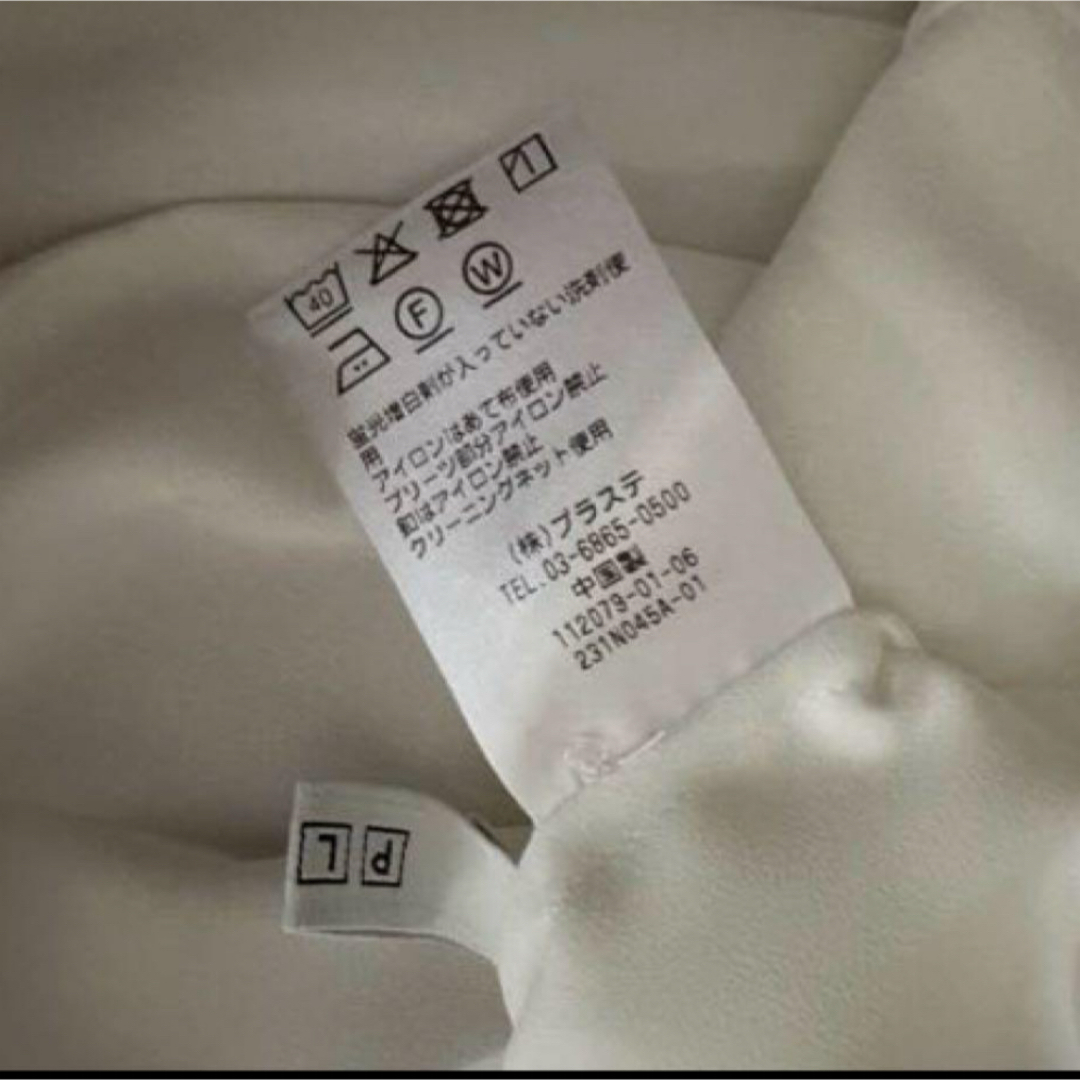 40
F
W
蛍光増白剤が入っていない洗剤使
用
アイロンはあて布使用
プリーツ部分アイロン禁止
釦はアイロン禁止
クリーニングネット使用
(株)プラステ
TEL.03-6865-0500
中国製
112079-01-06
231N045A-01
P L